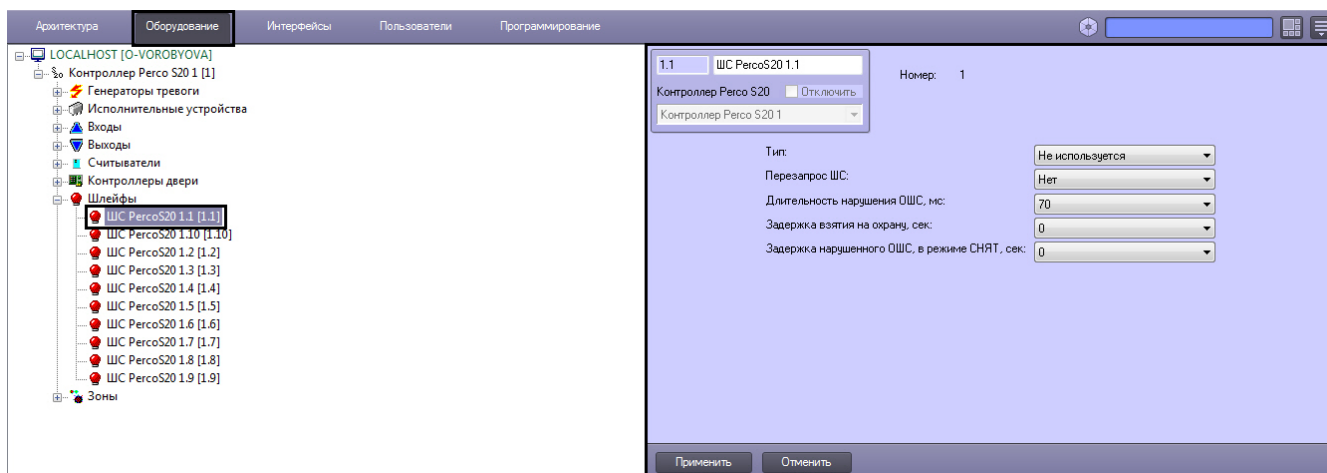 Архитектура Оборудование Интерфейсы Пользователи Программирование
LOCALHOST [O-VOROBYOVA]
Контроллер Perco S20 1 [1]
Генераторы тревоги
Исполнительные устройства
Входы
Выходы
Считыватели
Контроллеры двери
Шлейфы
ШС PercoS20 1.1 [1.1]
ШС PercoS20 1.10 [1.10]
ШС PercoS20 1.2 [1.2]
ШС PercoS20 1.3 [1.3]
ШС PercoS20 1.4 [1.4]
ШС PercoS20 1.5 [1.5]
ШС PercoS20 1.6 [1.6]
ШС PercoS20 1.7 [1.7]
ШС PercoS20 1.8 [1.8]
ШС PercoS20 1.9 [1.9]
Зоны
1.1 ШС PercoS20 1.1
Номер: 1
Контроллер Perco S20 Отключить
Контроллер Perco S20 1
Тип: Не используется
Перезапрос ШС: Нет
Длительность нарушения ОШС, мс: 70
Задержка взятия на охрану, сек: 0
Задержка нарушенного ОШС, в режиме СНЯТ, сек: 0
Применить Отменить